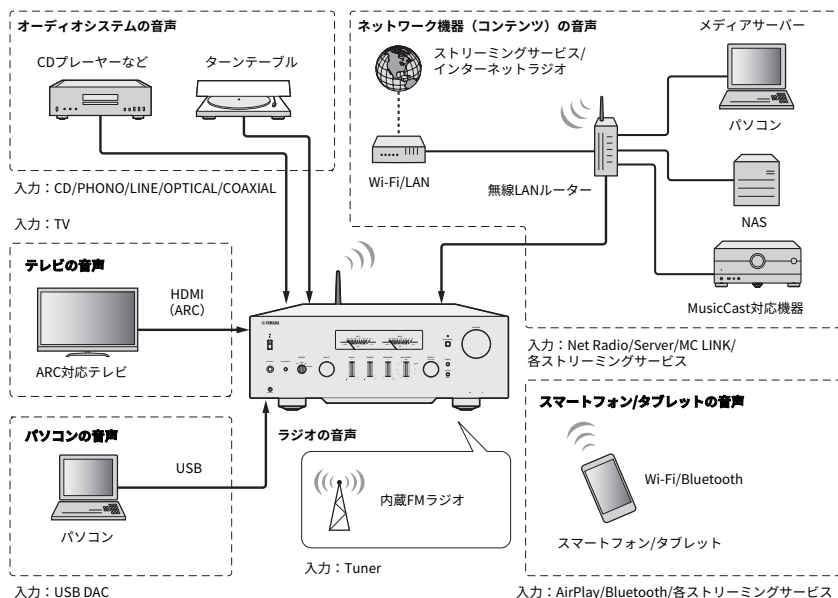 オーディオシステムの音声
CDプレーヤーなど
ターンテーブル
入力：CD/PHONO/LINE/OPTICAL/COAXIAL
ネットワーク機器（コンテンツ）の音声
ストリーミングサービス/
インターネットラジオ
メディアサーバー
パソコン
Wi-Fi/LAN
無線LANルーター
NAS
MusicCast対応機器
入力：Net Radio/Server/MC LINK/
各ストリーミングサービス
入力：TV
テレビの音声
HDMI
（ARC）
ARC対応テレビ
YAMAHA
パソコンの音声
USB
パソコン
入力：USB DAC
ラジオの音声
内蔵FMラジオ
入力：Tuner
スマートフォン/タブレットの音声
Wi-Fi/Bluetooth
スマートフォン/タブレット
入力：AirPlay/Bluetooth/各ストリーミングサービス